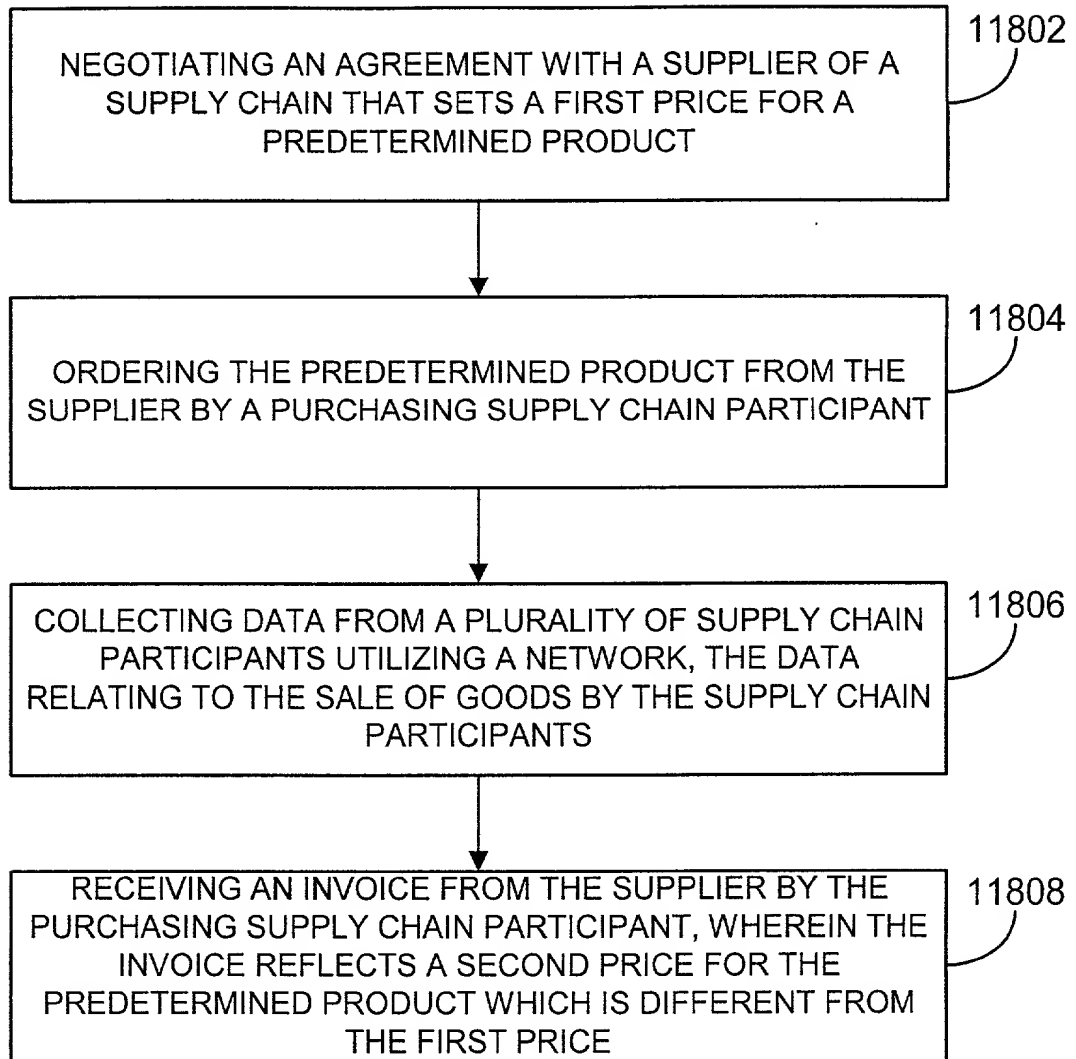 11802
NEGOTIATING AN AGREEMENT WITH A SUPPLIER OF A
SUPPLY CHAIN THAT SETS A FIRST PRICE FOR A
PREDETERMINED PRODUCT
11804
ORDERING THE PREDETERMINED PRODUCT FROM THE
SUPPLIER BY A PURCHASING SUPPLY CHAIN PARTICIPANT
11806
COLLECTING DATA FROM A PLURALITY OF SUPPLY CHAIN
PARTICIPANTS UTILIZING A NETWORK, THE DATA
RELATING TO THE SALE OF GOODS BY THE SUPPLY CHAIN
PARTICIPANTS
11808
RECEIVING AN INVOICE FROM THE SUPPLIER BY THE
PURCHASING SUPPLY CHAIN PARTICIPANT, WHEREIN THE
INVOICE REFLECTS A SECOND PRICE FOR THE
PREDETERMINED PRODUCT WHICH IS DIFFERENT FROM
THE FIRST PRICE